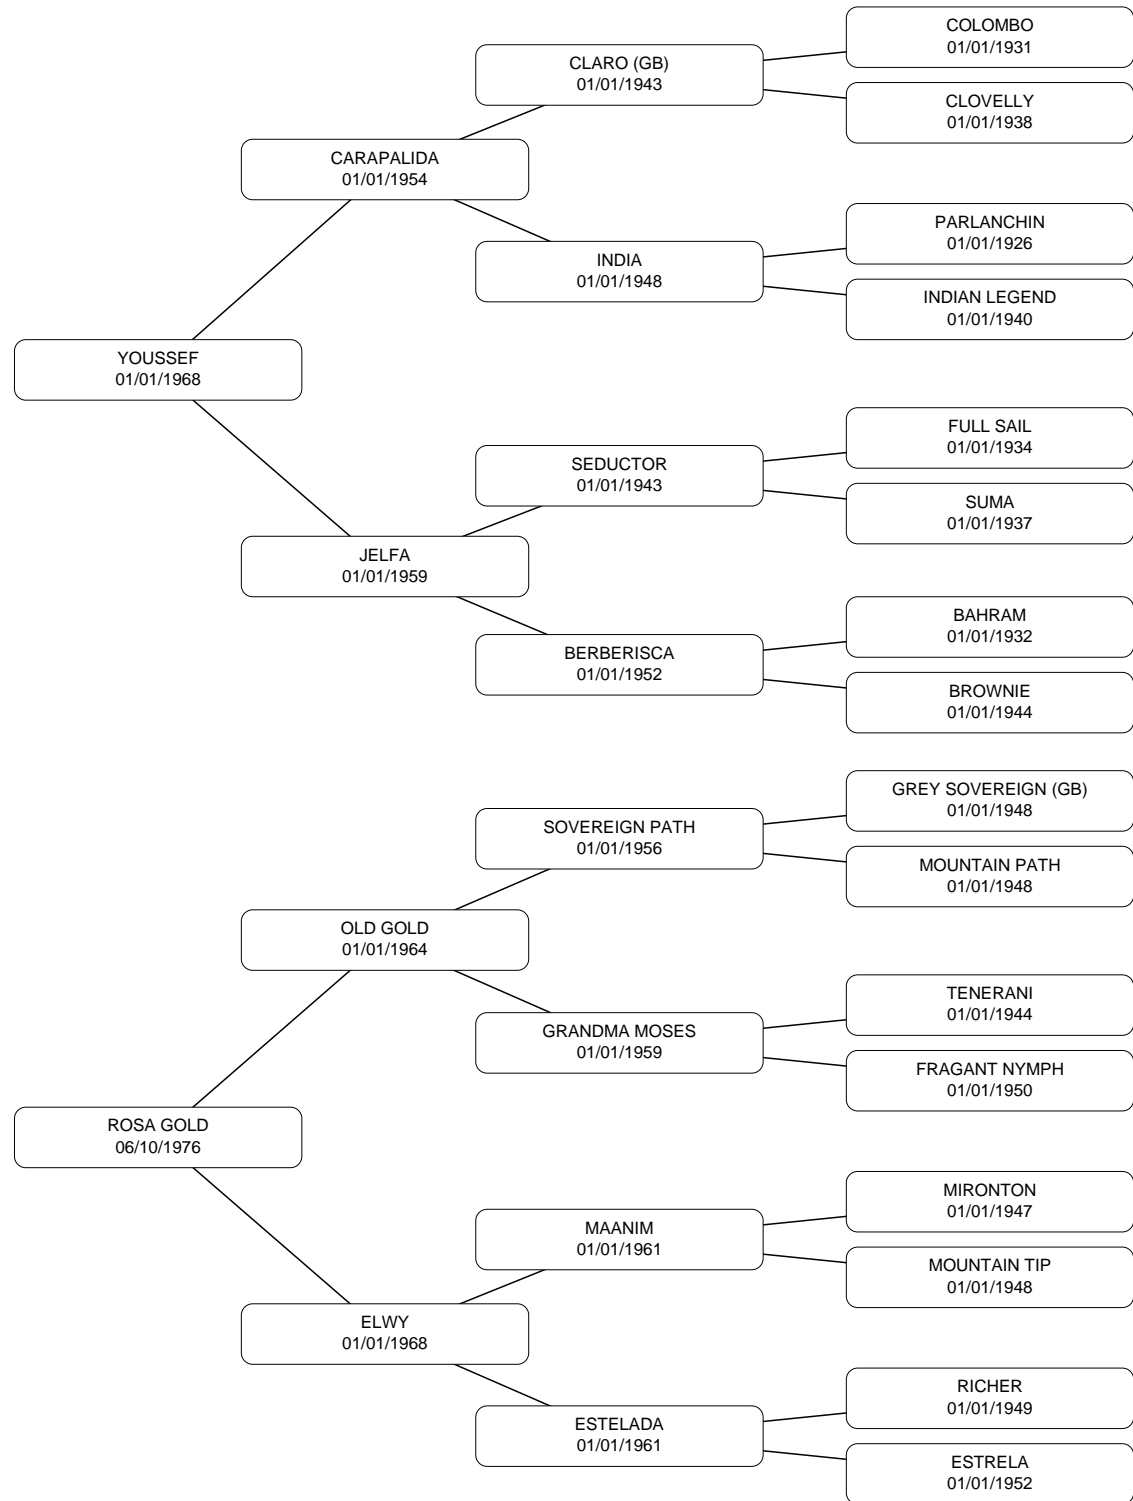 COLOMBO
01/01/1931
CLARO (GB)
01/01/1943
CLOVELLY
01/01/1938
CARAPALIDA
01/01/1954
PARLANCHIN
01/01/1926
INDIA
01/01/1948
INDIAN LEGEND
01/01/1940
YOUSSEF
01/01/1968
FULL SAIL
01/01/1934
SEDUCTOR
01/01/1943
SUMA
01/01/1937
JELFA
01/01/1959
BAHRAM
01/01/1932
BERBERISCA
01/01/1952
BROWNIE
01/01/1944
GREY SOVEREIGN (GB)
01/01/1948
SOVEREIGN PATH
01/01/1956
MOUNTAIN PATH
01/01/1948
OLD GOLD
01/01/1964
TENERANI
01/01/1944
GRANDMA MOSES
01/01/1959
FRAGANT NYMPH
01/01/1950
ROSA GOLD
06/10/1976
MIRONTON
01/01/1947
MAANIM
01/01/1961
MOUNTAIN TIP
01/01/1948
ELWY
01/01/1968
RICHER
01/01/1949
ESTELADA
01/01/1961
ESTRELA
01/01/1952